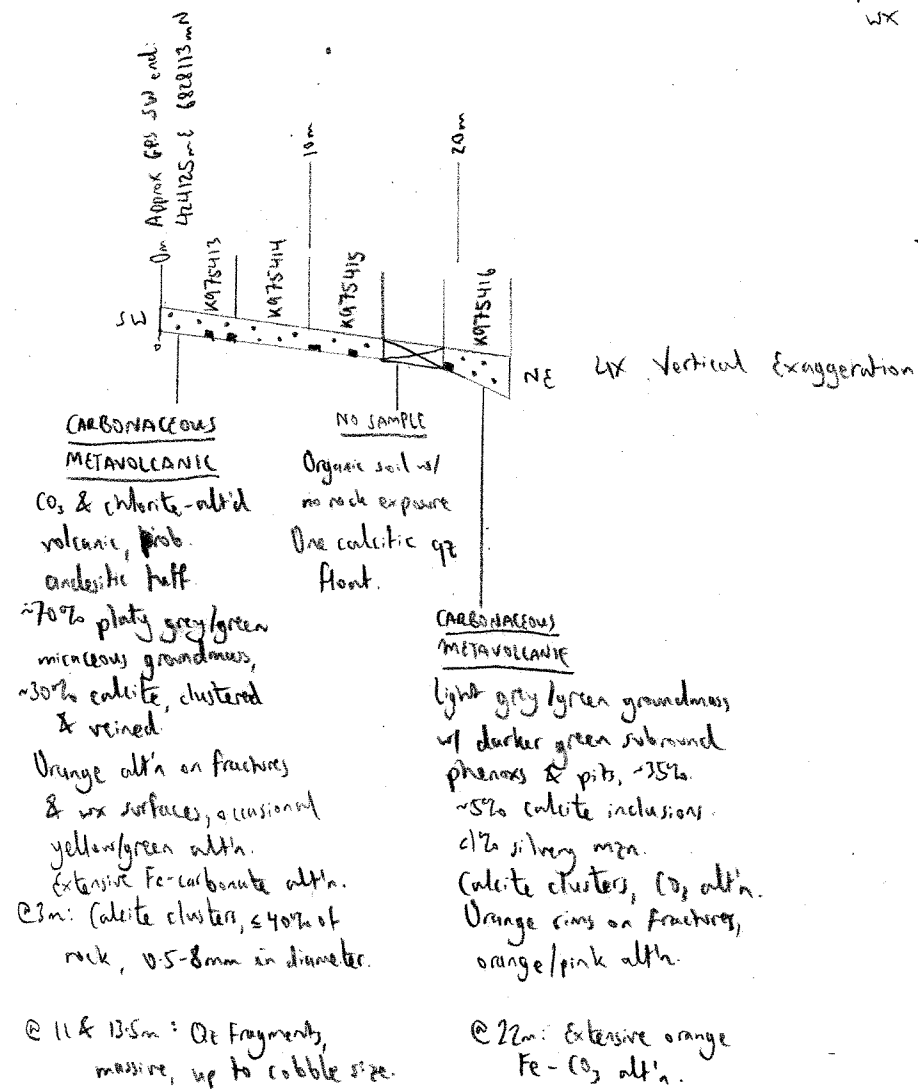 wx
0m Approx GPS SW end:
424125mE 6828113mN
10m
20m
K975413
K975414
K975415
K975416
SW
NE
4X Vertical Exaggeration
CARBONACEOUS
METAVOLCANIC
CO3 & chlorite-alt'd
volcanic, prob.
andesitic tuff.
~70% platy grey/green
micaceous groundmass,
~30% calcite, clustered
& veined.
Orange alt'n on fractures
& wx surfaces, occasional
yellow/green alt'n.
Extensive Fe-carbonate alt'n.
@3m: Calcite clusters, ≤40% of
rock, 0.5-8mm in diameter.
@ 11 & 13.5m: Qz fragments,
massive, up to cobble size.
NO SAMPLE
Organic soil w/
no rock exposure
One calcitic qz
float.
CARBONACEOUS
METAVOLCANIC
Light grey/green groundmass
w/ darker green subround
phenoxs & pits, ~35%.
~5% calcite inclusions.
<1% silvery mzn.
Calcite clusters, CO3 alt'n.
Orange rims on fractures,
orange/pink alt'n.
@ 22m: Extensive orange
Fe-CO3 alt'n.